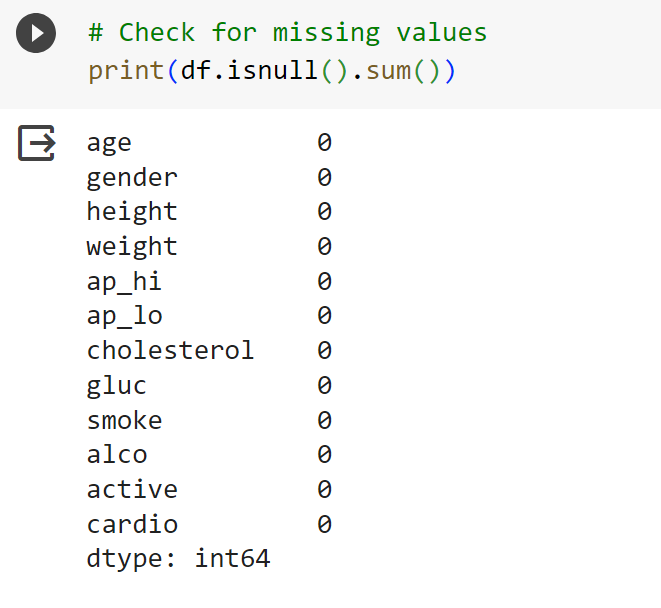 # Check for missing values
print(df.isnull().sum())
age 0
gender 0
height 0
weight 0
ap_hi 0
ap_lo 0
cholesterol 0
gluc 0
smoke 0
alco 0
active 0
cardio 0
dtype: int64